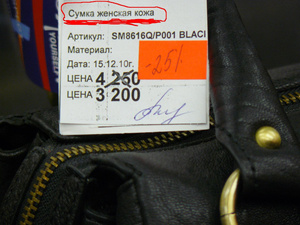 Сумка женская кожа
Артикул: SM8616Q/P001 BLACI
Материал:
Дата: 15.12.10г.
ЦЕНА 4 250
ЦЕНА 3 200
-25%